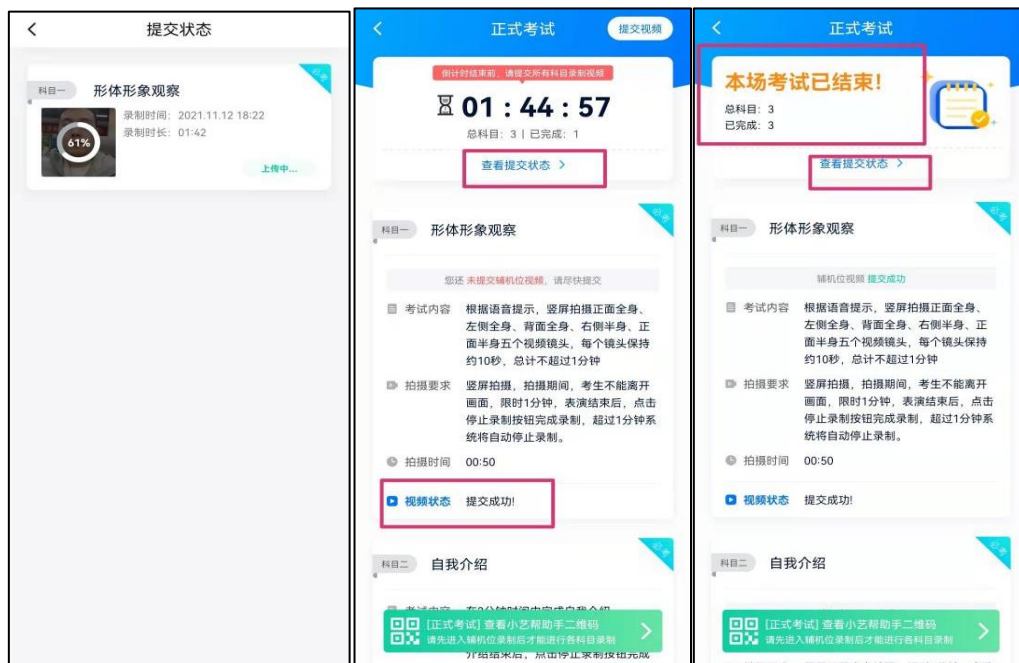 提交状态
必考
科目一 形体形象观察
录制时间：2021.11.12 18:22
录制时长：01:42
61%
上传中...
正式考试
提交视频
倒计时结束前，请提交所有科目录制视频
01 : 44 : 57
总科目：3 | 已完成：1
查看提交状态 >
必考
科目一 形体形象观察
您还 未提交辅机位视频，请尽快提交
考试内容 根据语音提示，竖屏拍摄正面全身、
左侧全身、背面全身、右侧半身、正
面半身五个视频镜头，每个镜头保持
约10秒，总计不超过1分钟
拍摄要求 竖屏拍摄，拍摄期间，考生不能离开
画面，限时1分钟，表演结束后，点击
停止录制按钮完成录制，超过1分钟系
统将自动停止录制。
拍摄时间 00:50
视频状态 提交成功!
必考
科目二 自我介绍
[正式考试] 查看小艺帮助手二维码
请先进入辅机位录制后才能进行各科目录制
介绍结束后，点击停止录制按钮完成
正式考试
本场考试已结束!
总科目：3
已完成：3
查看提交状态 >
必考
科目一 形体形象观察
辅机位视频 提交成功
考试内容 根据语音提示，竖屏拍摄正面全身、
左侧全身、背面全身、右侧半身、正
面半身五个视频镜头，每个镜头保持
约10秒，总计不超过1分钟
拍摄要求 竖屏拍摄，拍摄期间，考生不能离开
画面，限时1分钟，表演结束后，点击
停止录制按钮完成录制，超过1分钟系
统将自动停止录制。
拍摄时间 00:50
视频状态 提交成功!
必考
科目二 自我介绍
[正式考试] 查看小艺帮助手二维码
请先进入辅机位录制后才能进行各科目录制